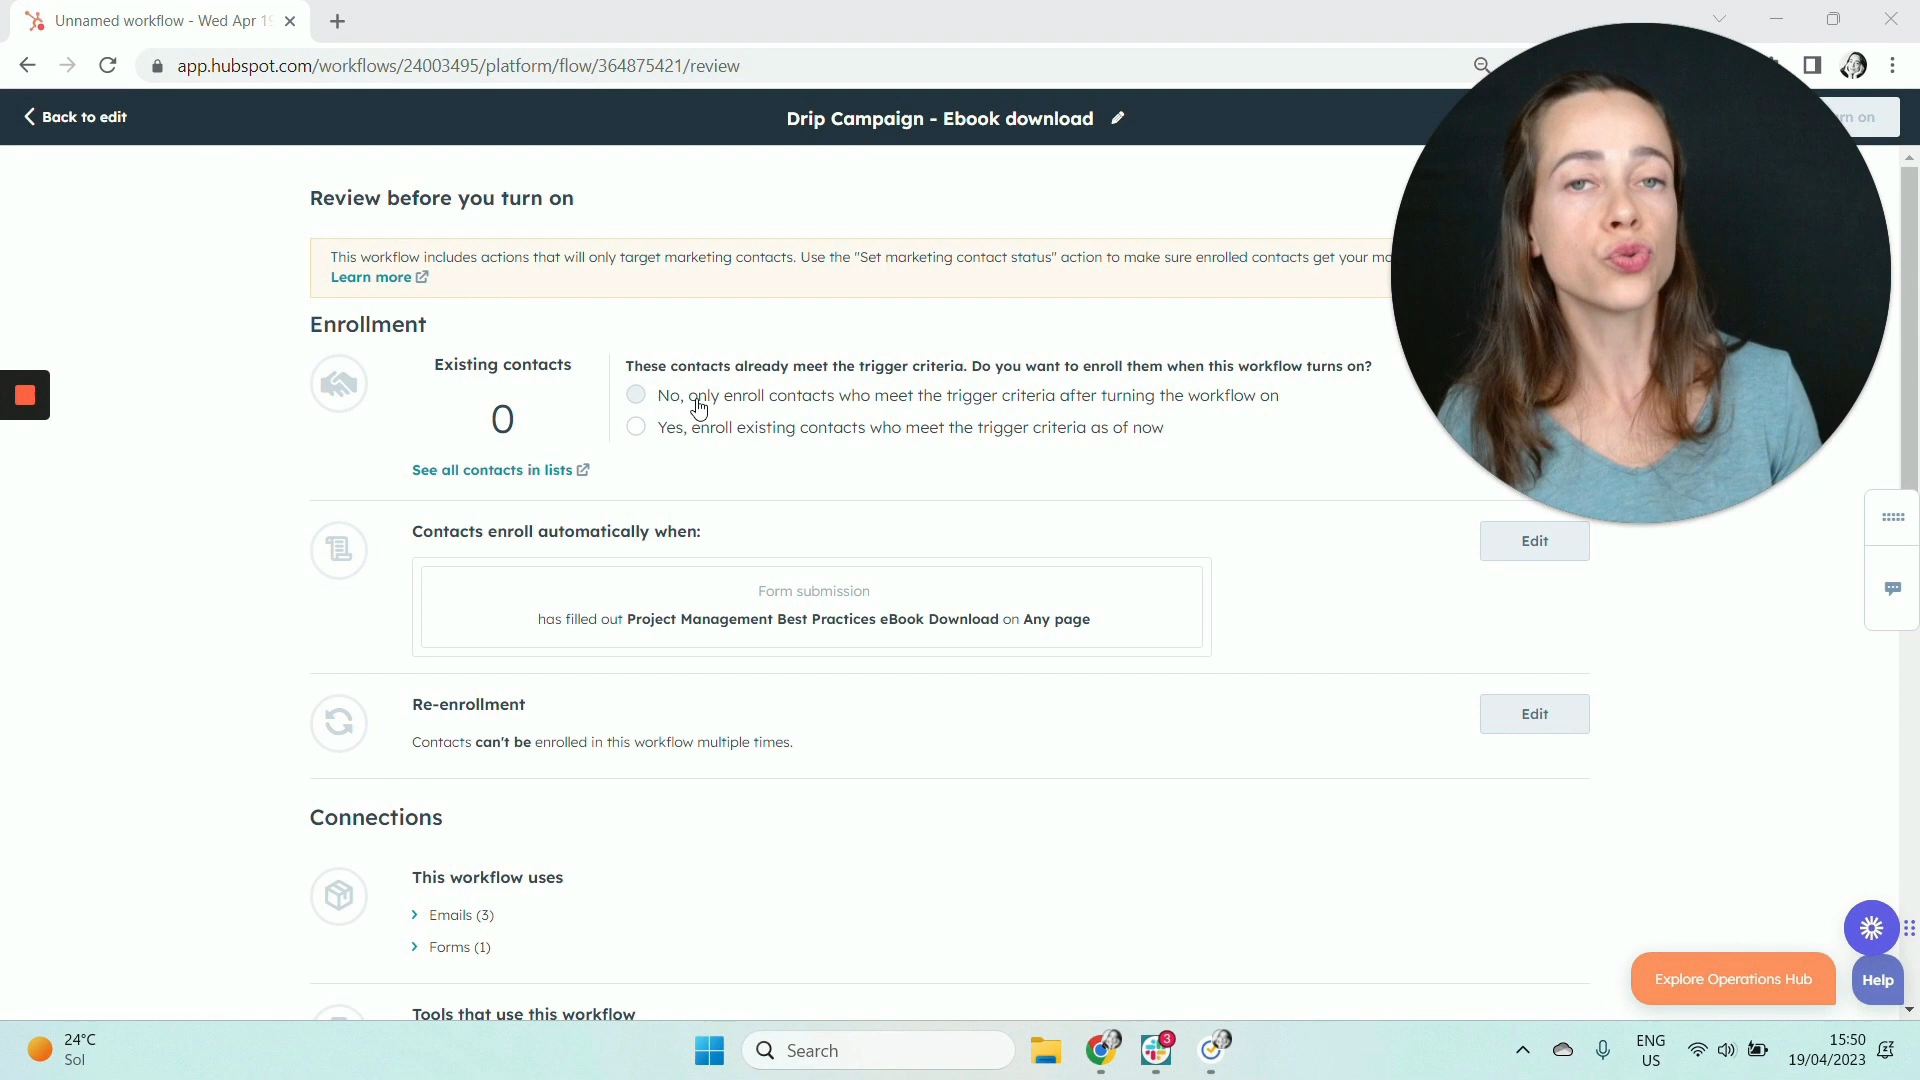 Unnamed workflow - Wed Apr 19
app.hubspot.com/workflows/24003495/platform/flow/364875421/review
Back to edit
Drip Campaign - Ebook download
rn on
Review before you turn on
This workflow includes actions that will only target marketing contacts. Use the "Set marketing contact status" action to make sure enrolled contacts get your ma
Learn more
Enrollment
Existing contacts
0
See all contacts in lists
These contacts already meet the trigger criteria. Do you want to enroll them when this workflow turns on?
No, only enroll contacts who meet the trigger criteria after turning the workflow on
Yes, enroll existing contacts who meet the trigger criteria as of now
Contacts enroll automatically when:
Edit
Form submission
has filled out Project Management Best Practices eBook Download on Any page
Re-enrollment
Edit
Contacts can't be enrolled in this workflow multiple times.
Connections
This workflow uses
Emails (3)
Forms (1)
Tools that use this workflow
Explore Operations Hub
Help
24°C
Sol
Search
3
ENG
US
15:50
19/04/2023